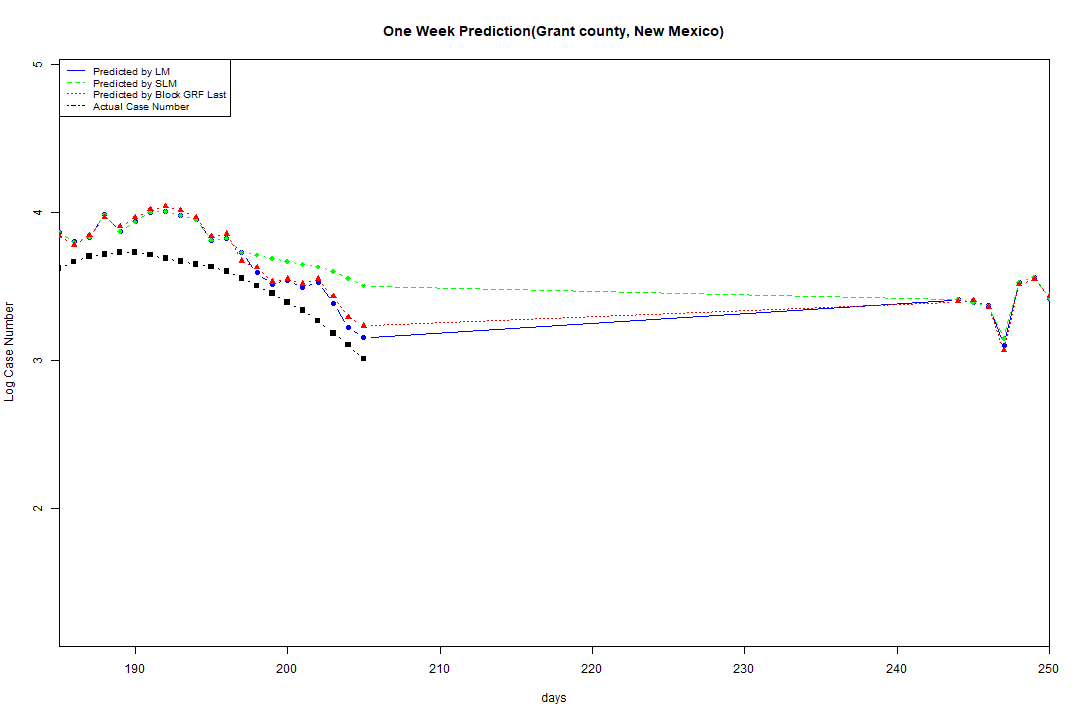 One Week Prediction(Grant county, New Mexico)
Predicted by LM
Predicted by SLM
Predicted by Block GRF Last
Actual Case Number
5
4
3
2
Log Case Number
190
200
210
220
230
240
250
days